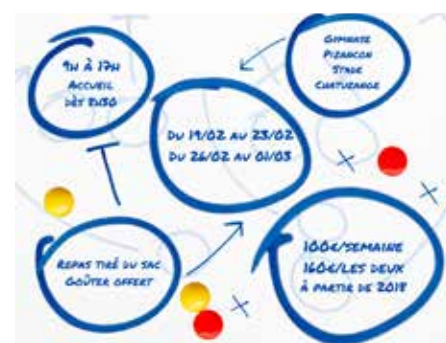 9h à 17h
Accueil
dès 8h30
Gymnase
Pizançon
Stade
Chatuzange
Du 19/02 au 23/02
Du 26/02 au 01/03
Repas tiré du sac
Goûter offert
100€/semaine
160€/les deux
à partir de 2018